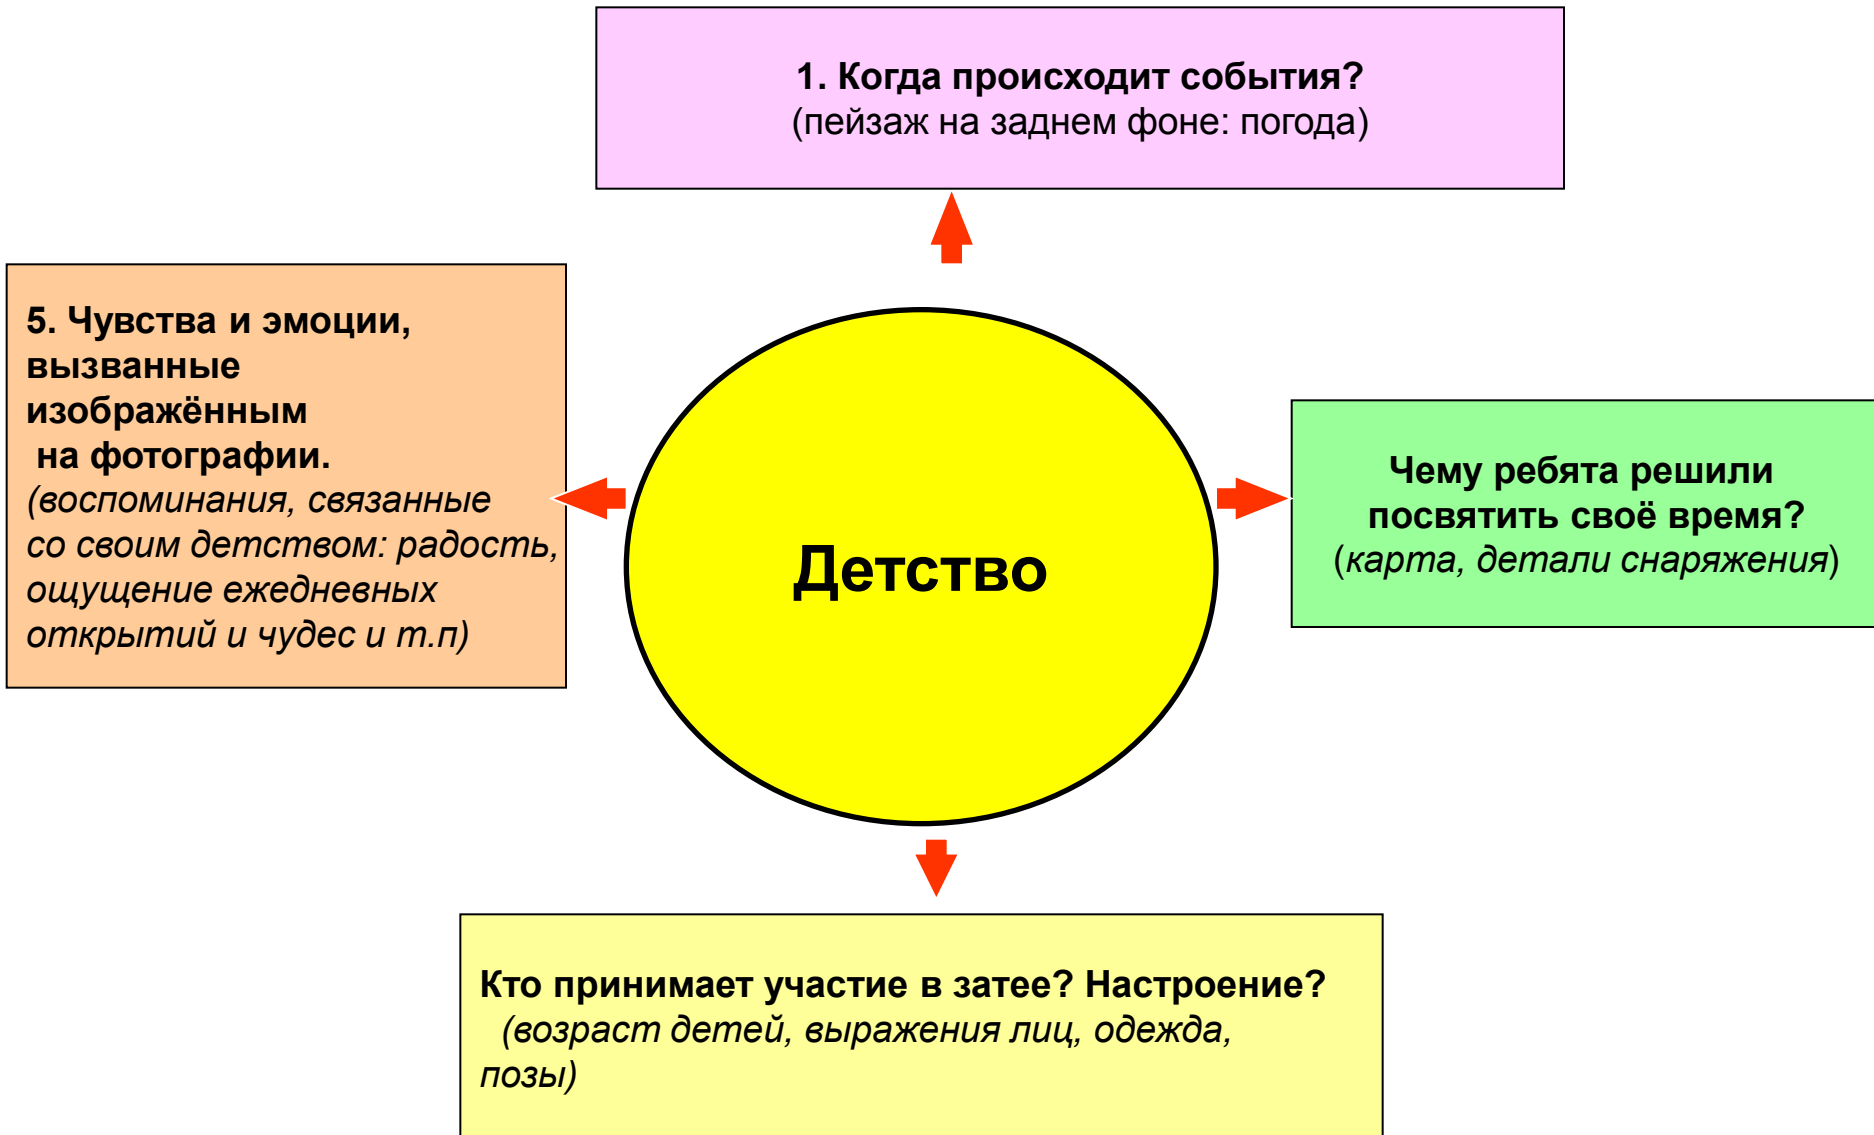 1. Когда происходит события?
(пейзаж на заднем фоне: погода)
5. Чувства и эмоции,
вызванные
изображённым
на фотографии.
(воспоминания, связанные
со своим детством: радость,
ощущение ежедневных
открытий и чудес и т.п)
Детство
Чему ребята решили
посвятить своё время?
(карта, детали снаряжения)
Кто принимает участие в затее? Настроение?
(возраст детей, выражения лиц, одежда,
позы)